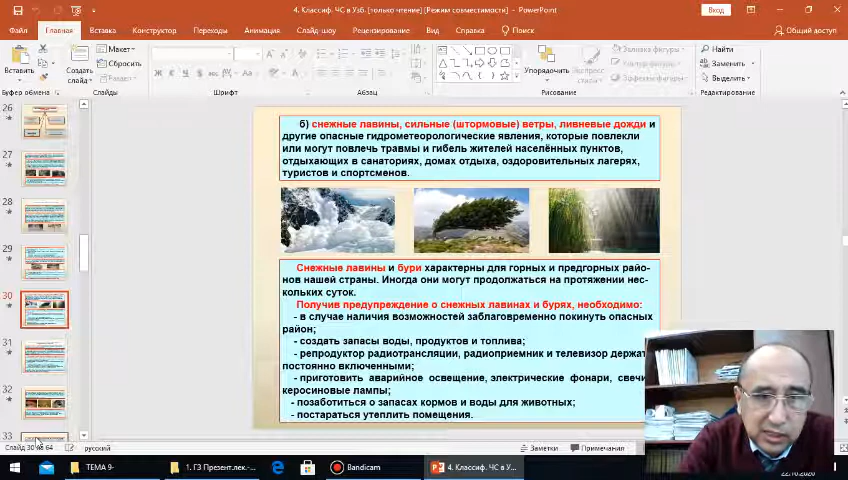 4. Классиф. ЧС в Узб. [только чтение] [Режим совместимости] - PowerPoint
Вход
Файл Главная Вставка Конструктор Переходы Анимация Слайд-шоу Рецензирование Вид Справка
Общий доступ
Вставить
Создать слайд
Макет
Сбросить
Раздел
Упорядочить
Экспресс-стили
Заливка фигуры
Контур фигуры
Эффекты фигуры
Найти
Заменить
Выделить
Буфер обмена Слайды Шрифт Абзац Рисование Редактирование
26
27
28
29
30
31
32
33
б) снежные лавины, сильные (штормовые) ветры, ливневые дожди и
другие опасные гидрометеорологические явления, которые повлекли
или могут повлечь травмы и гибель жителей населённых пунктов,
отдыхающих в санаториях, домах отдыха, оздоровительных лагерях,
туристов и спортсменов.
Снежные лавины и бури характерны для горных и предгорных райо-
нов нашей страны. Иногда они могут продолжаться на протяжении нес-
кольких суток.
Получив предупреждение о снежных лавинах и бурях, необходимо:
- в случае наличия возможностей заблаговременно покинуть опасных
район;
- создать запасы воды, продуктов и топлива;
- репродуктор радиотрансляции, радиоприемник и телевизор держат
постоянно включенными;
- приготовить аварийное освещение, электрические фонари, свечи
керосиновые лампы;
- позаботиться о запасах кормов и воды для животных;
- постараться утеплить помещения.
Слайд 30 из 64 русский
Заметки Примечания
ТЕМА 9-
1. ГЗ Презент.лек.-...
Bandicam
4. Классиф. ЧС в Уз...
22.10.2020